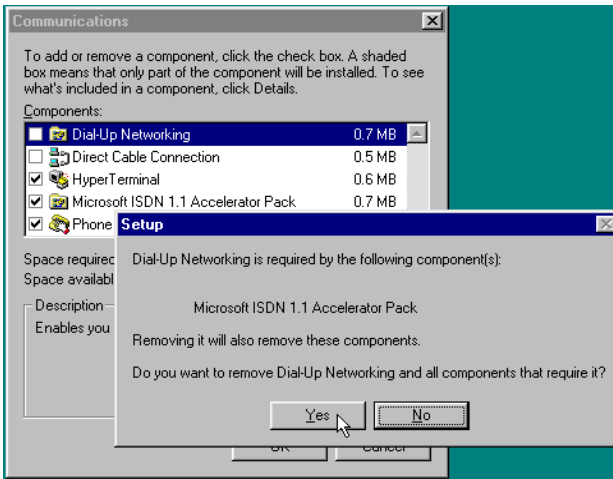 Communications
To add or remove a component, click the check box. A shaded
box means that only part of the component will be installed. To see
what's included in a component, click Details.
Components:
Dial-Up Networking 0.7 MB
Direct Cable Connection 0.5 MB
HyperTerminal 0.6 MB
Microsoft ISDN 1.1 Accelerator Pack 0.7 MB
Phone
Space required
Space availabl
Description
Enables you
Setup
Dial-Up Networking is required by the following component(s):
Microsoft ISDN 1.1 Accelerator Pack
Removing it will also remove these components.
Do you want to remove Dial-Up Networking and all components that require it?
Yes No
OK Cancel